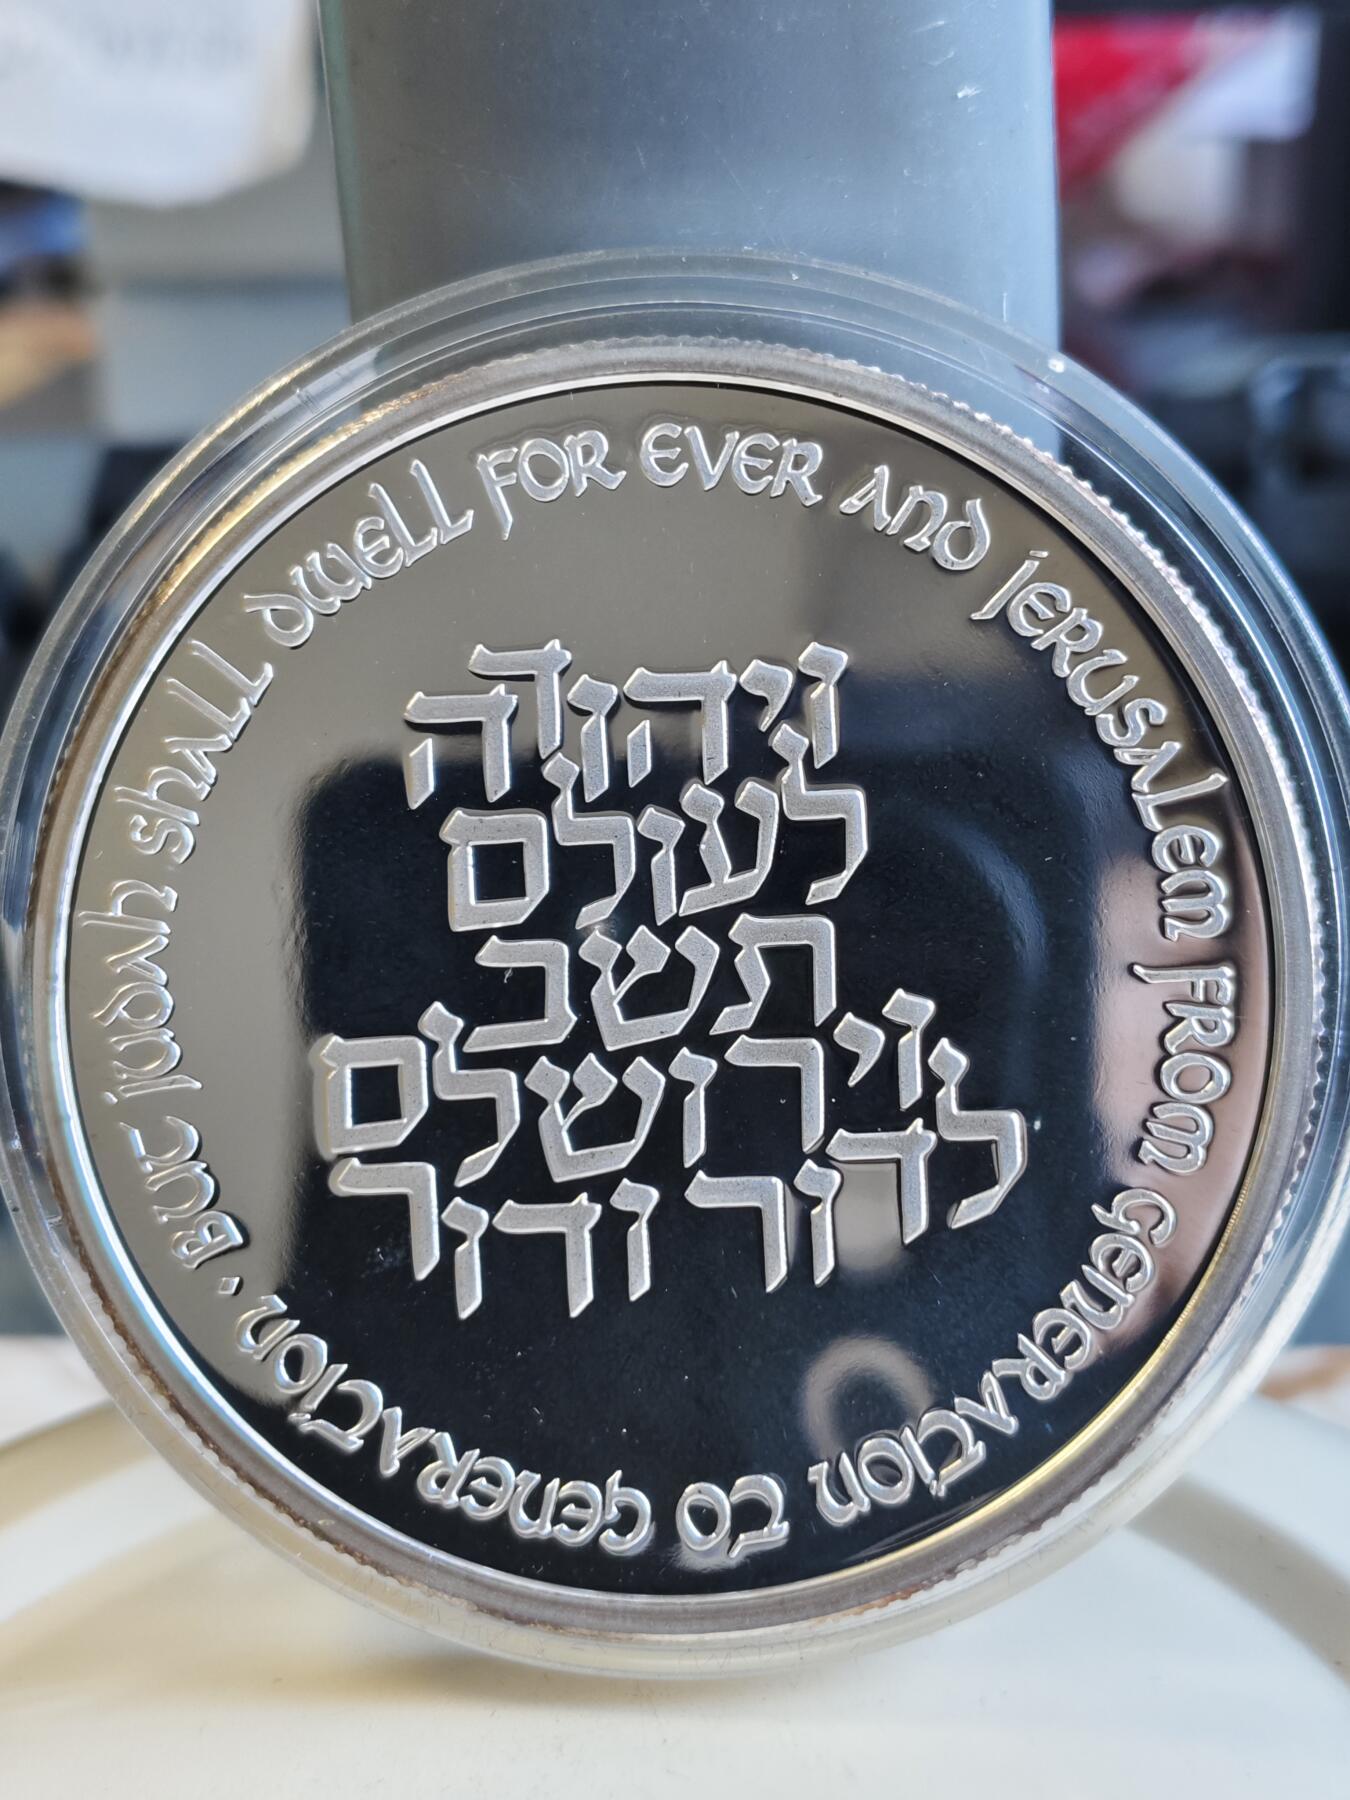 ויהודה
לעולם
תשב
וירושלם
לדור ודור
BUT JUDAH SHALL DWELL FOR EVER AND JERUSALEM FROM GENERATION TO GENERATION ·